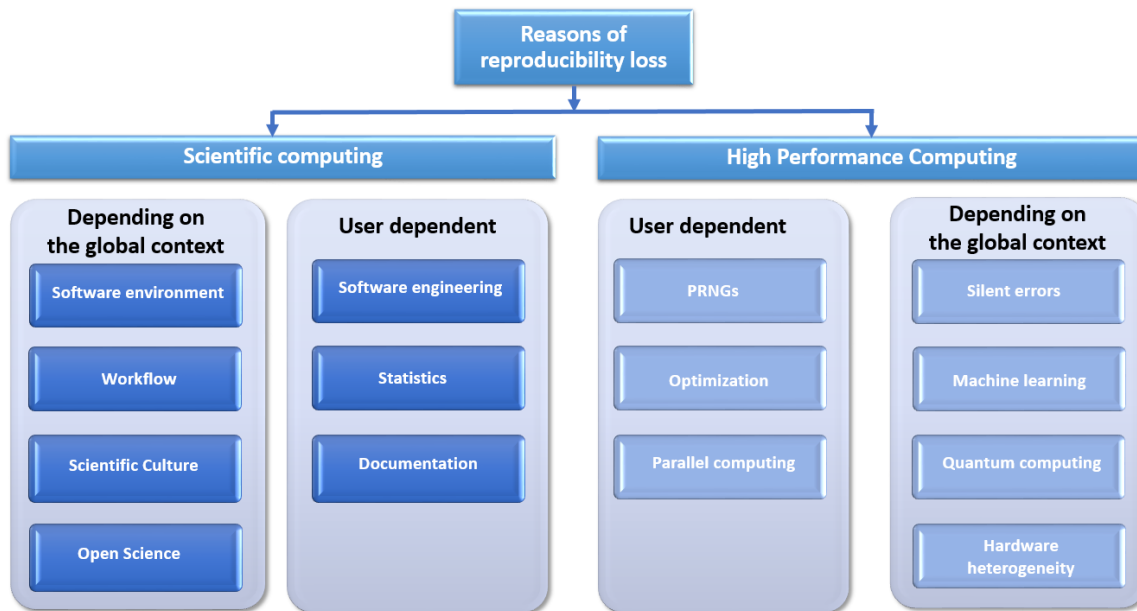 Reasons of
reproducibility loss
Scientific computing
High Performance Computing
Depending on
the global context
Software environment
Workflow
Scientific Culture
Open Science
User dependent
Software engineering
Statistics
Documentation
User dependent
PRNGs
Optimization
Parallel computing
Depending on
the global context
Silent errors
Machine learning
Quantum computing
Hardware
heterogeneity